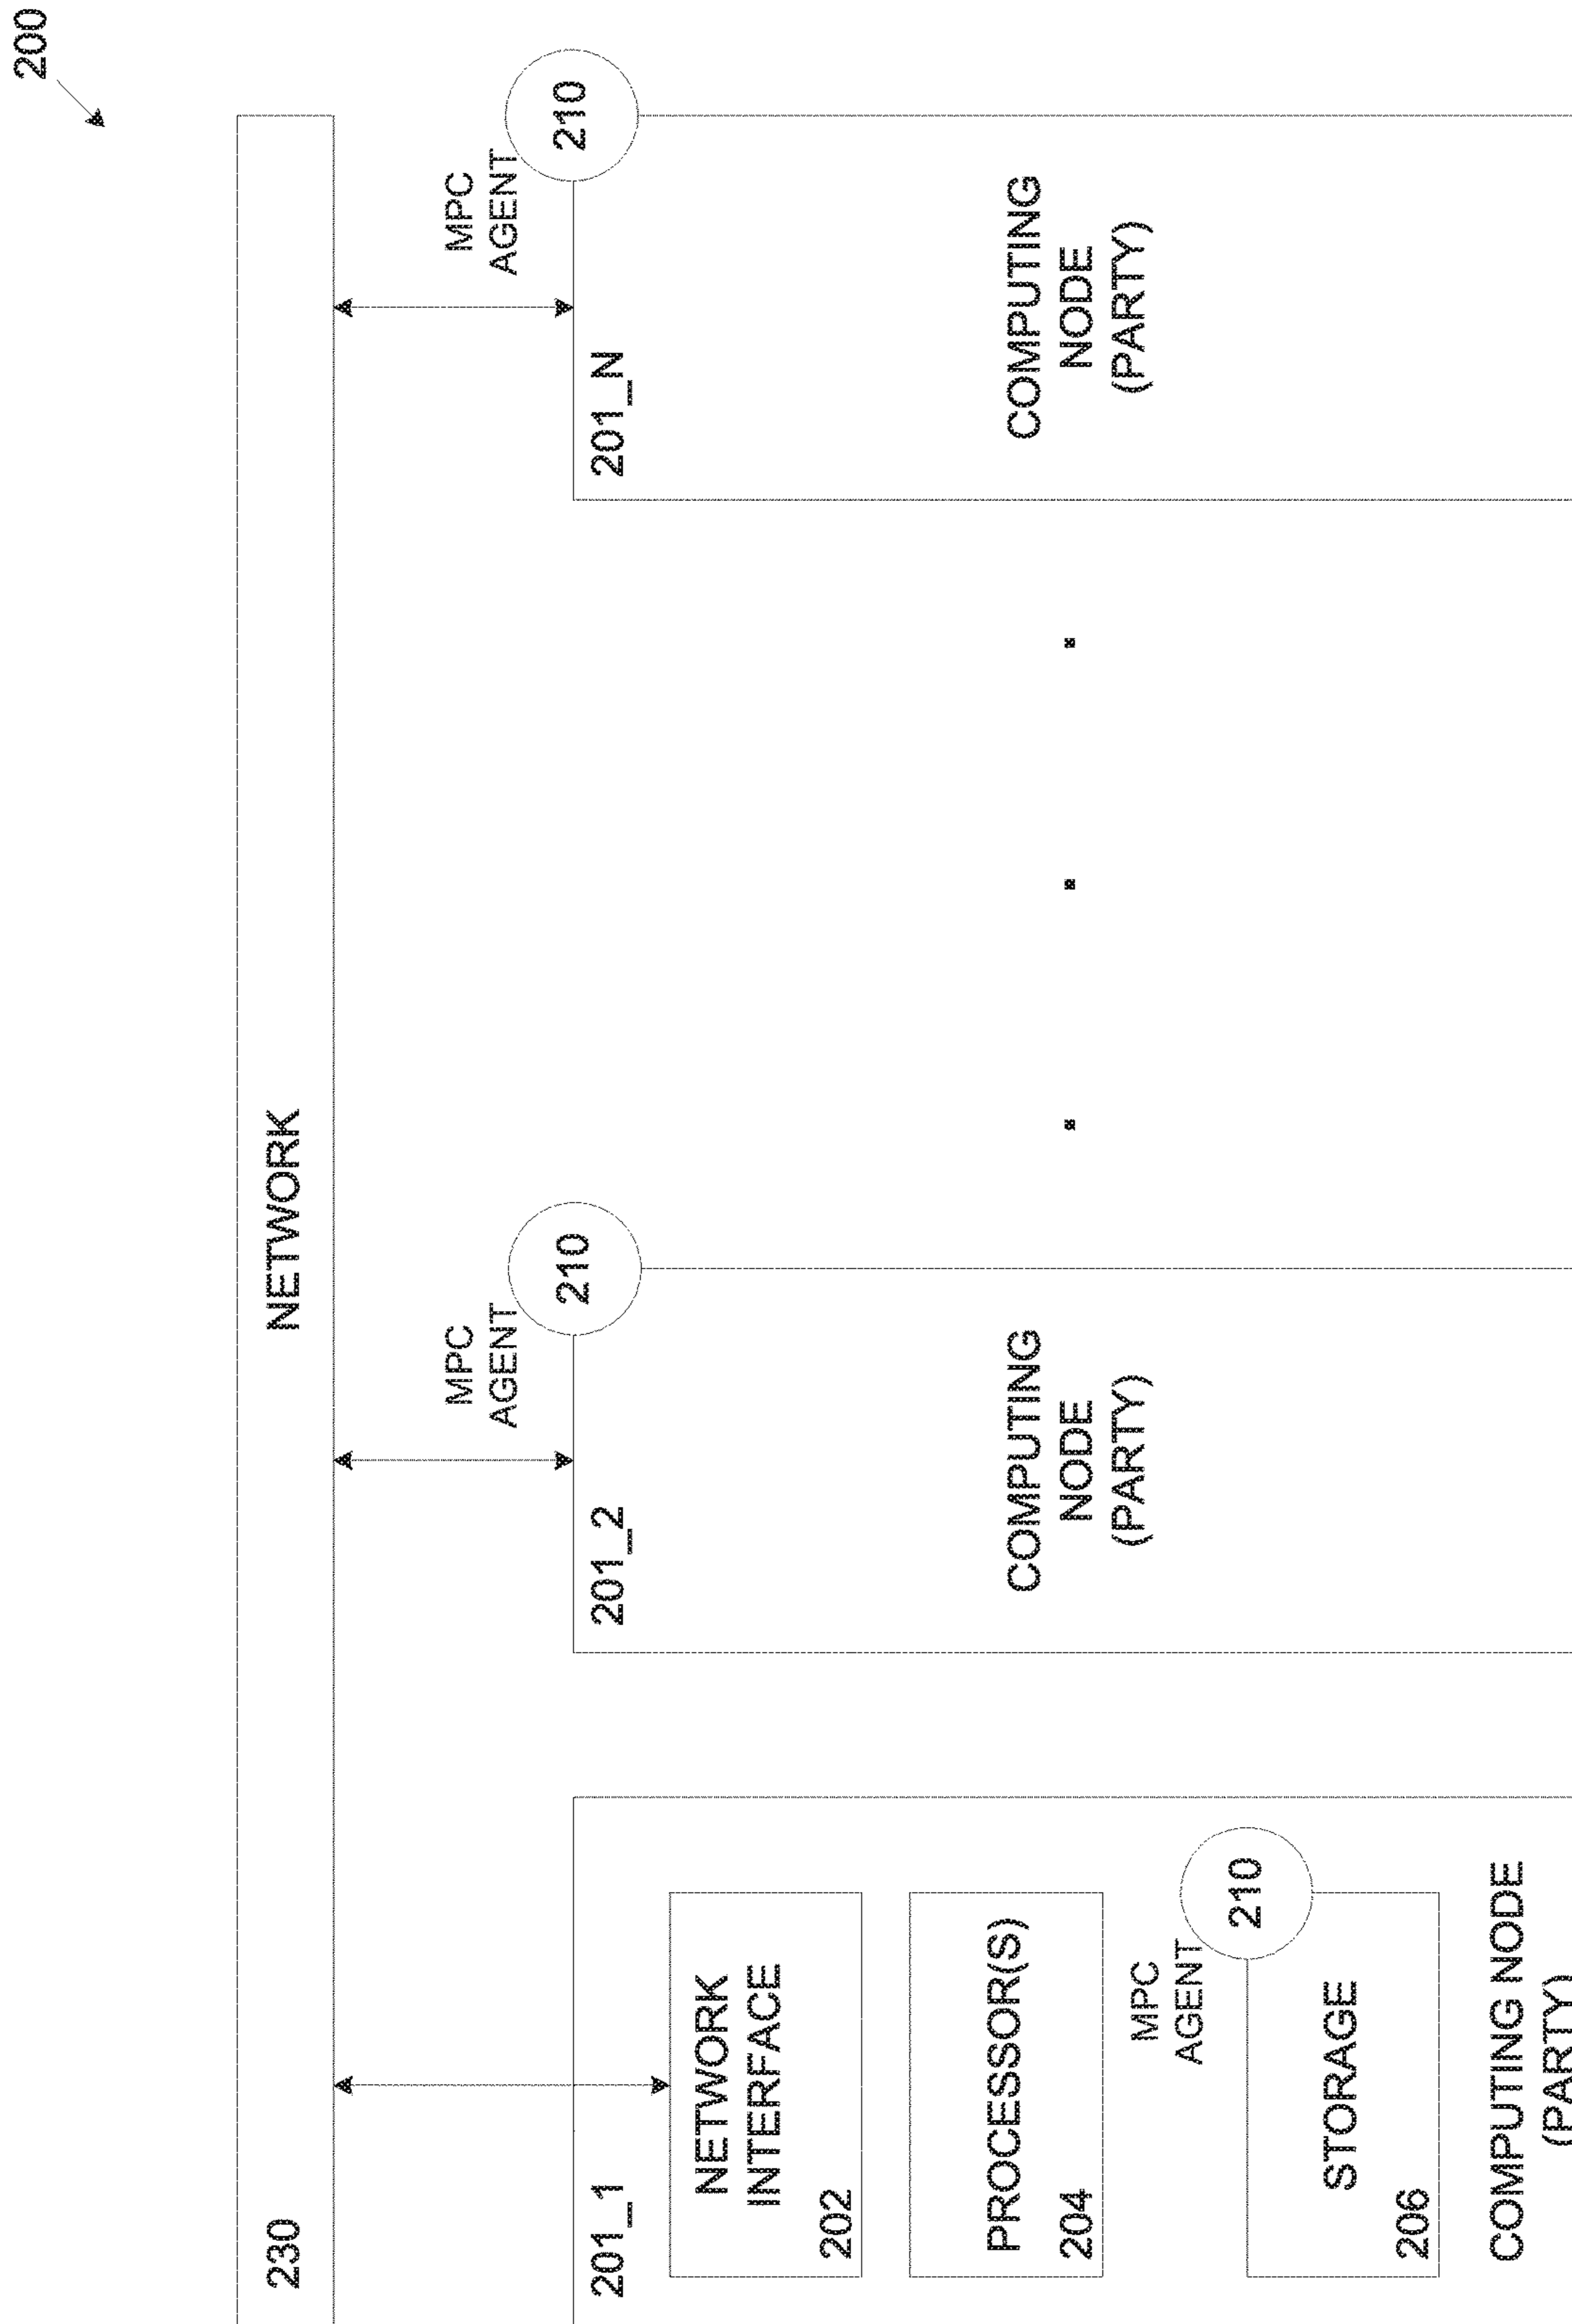 200
230
NETWORK
201_1
NETWORK
INTERFACE
202
PROCESSOR(S)
204
MPC
AGENT
210
STORAGE
206
COMPUTING NODE
(PARTY)
201_2
MPC
AGENT
210
COMPUTING
NODE
(PARTY)
201_N
MPC
AGENT
210
COMPUTING
NODE
(PARTY)